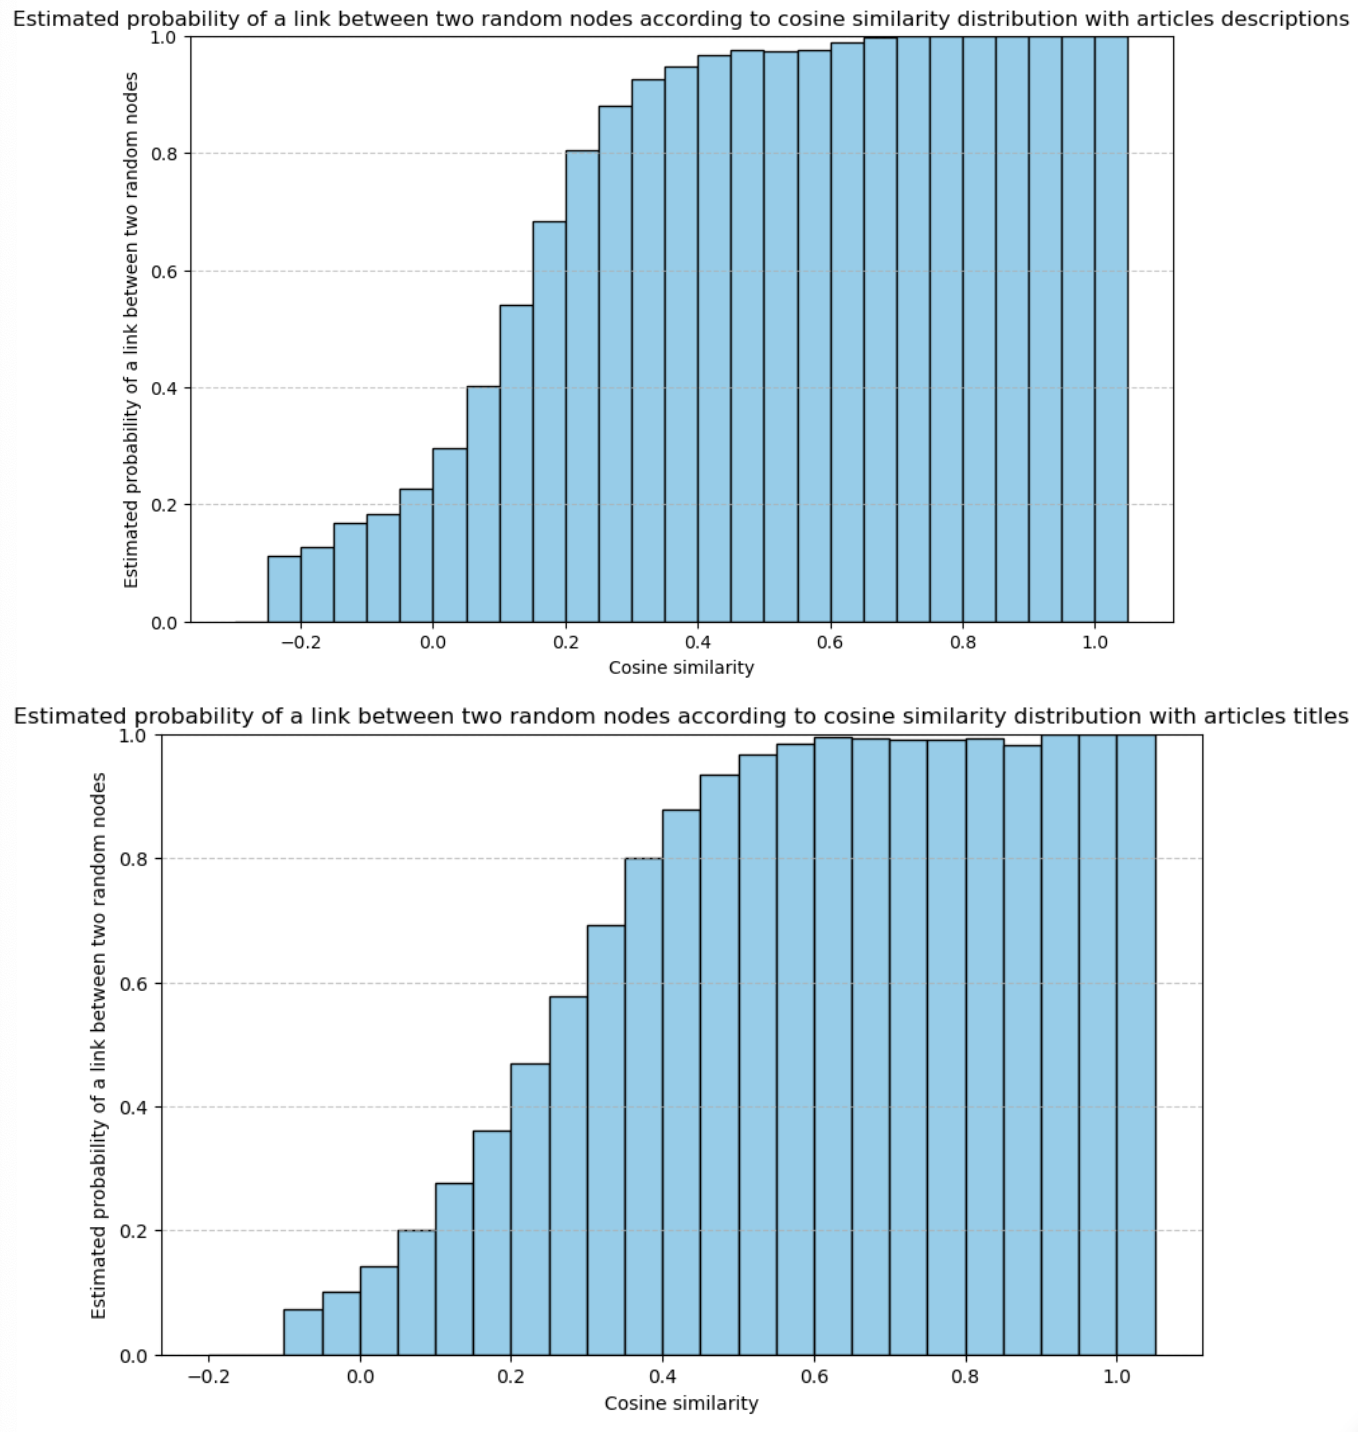 Estimated probability of a link between two random nodes according to cosine similarity distribution with articles descriptions
Estimated probability of a link between two random nodes
1.0
0.8
0.6
0.4
0.2
0.0
−0.2 0.0 0.2 0.4 0.6 0.8 1.0
Cosine similarity
Estimated probability of a link between two random nodes according to cosine similarity distribution with articles titles
Estimated probability of a link between two random nodes
1.0
0.8
0.6
0.4
0.2
0.0
−0.2 0.0 0.2 0.4 0.6 0.8 1.0
Cosine similarity